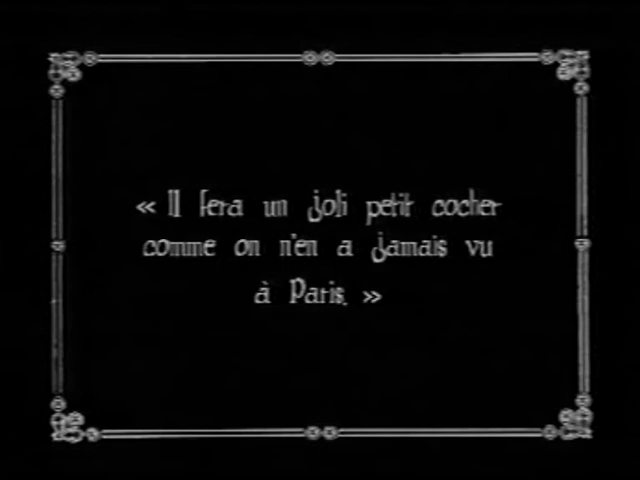 « Il fera un joli petit cocher
comme on n'en a jamais vu
à Paris. »